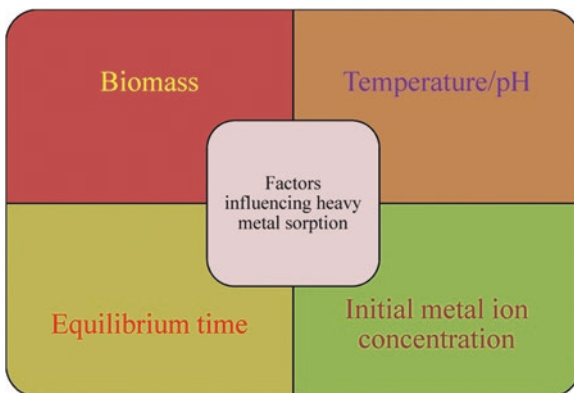 Biomass
Temperature/pH
Factors
influencing heavy
metal sorption
Equilibrium time
Initial metal ion
concentration